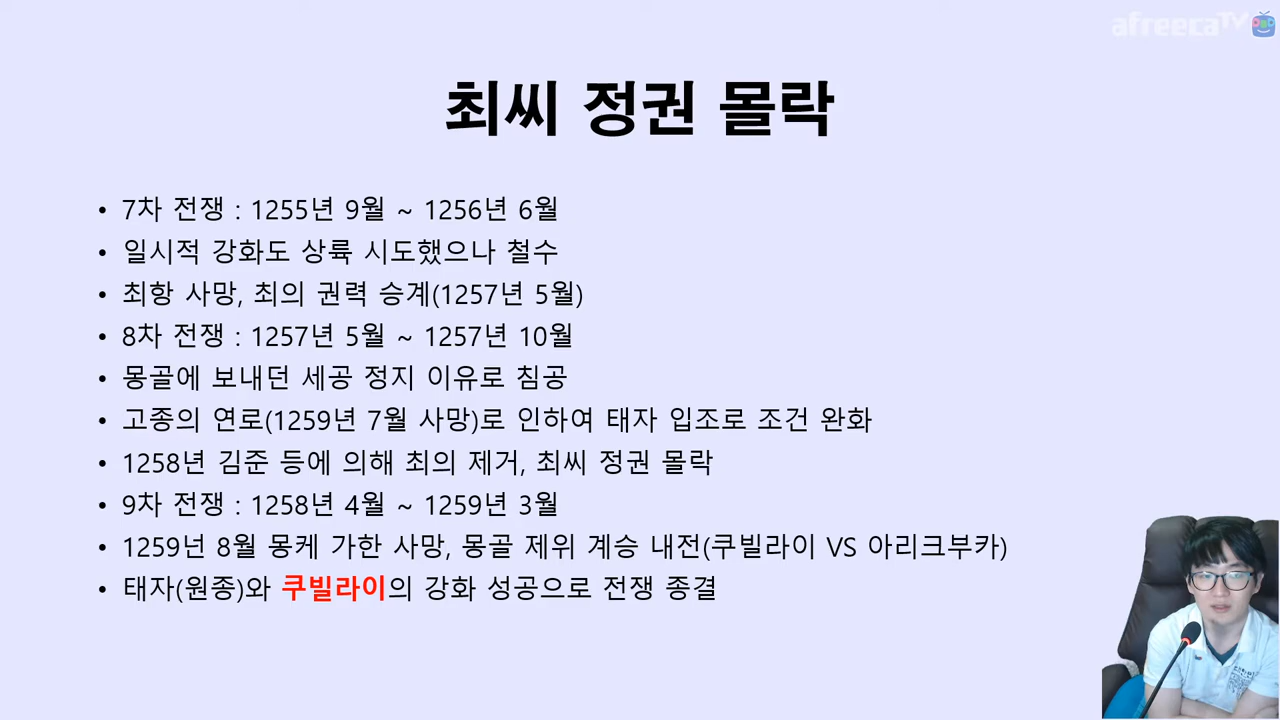 afreecaTV
최씨 정권 몰락
• 7차 전쟁 : 1255년 9월 ~ 1256년 6월
• 일시적 강화도 상륙 시도했으나 철수
• 최항 사망, 최의 권력 승계(1257년 5월)
• 8차 전쟁 : 1257년 5월 ~ 1257년 10월
• 몽골에 보내던 세공 정지 이유로 침공
• 고종의 연로(1259년 7월 사망)로 인하여 태자 입조로 조건 완화
• 1258년 김준 등에 의해 최의 제거, 최씨 정권 몰락
• 9차 전쟁 : 1258년 4월 ~ 1259년 3월
• 1259넌 8월 몽케 가한 사망, 몽골 제위 계승 내전(쿠빌라이 VS 아리크부카)
• 태자(원종)와 쿠빌라이의 강화 성공으로 전쟁 종결